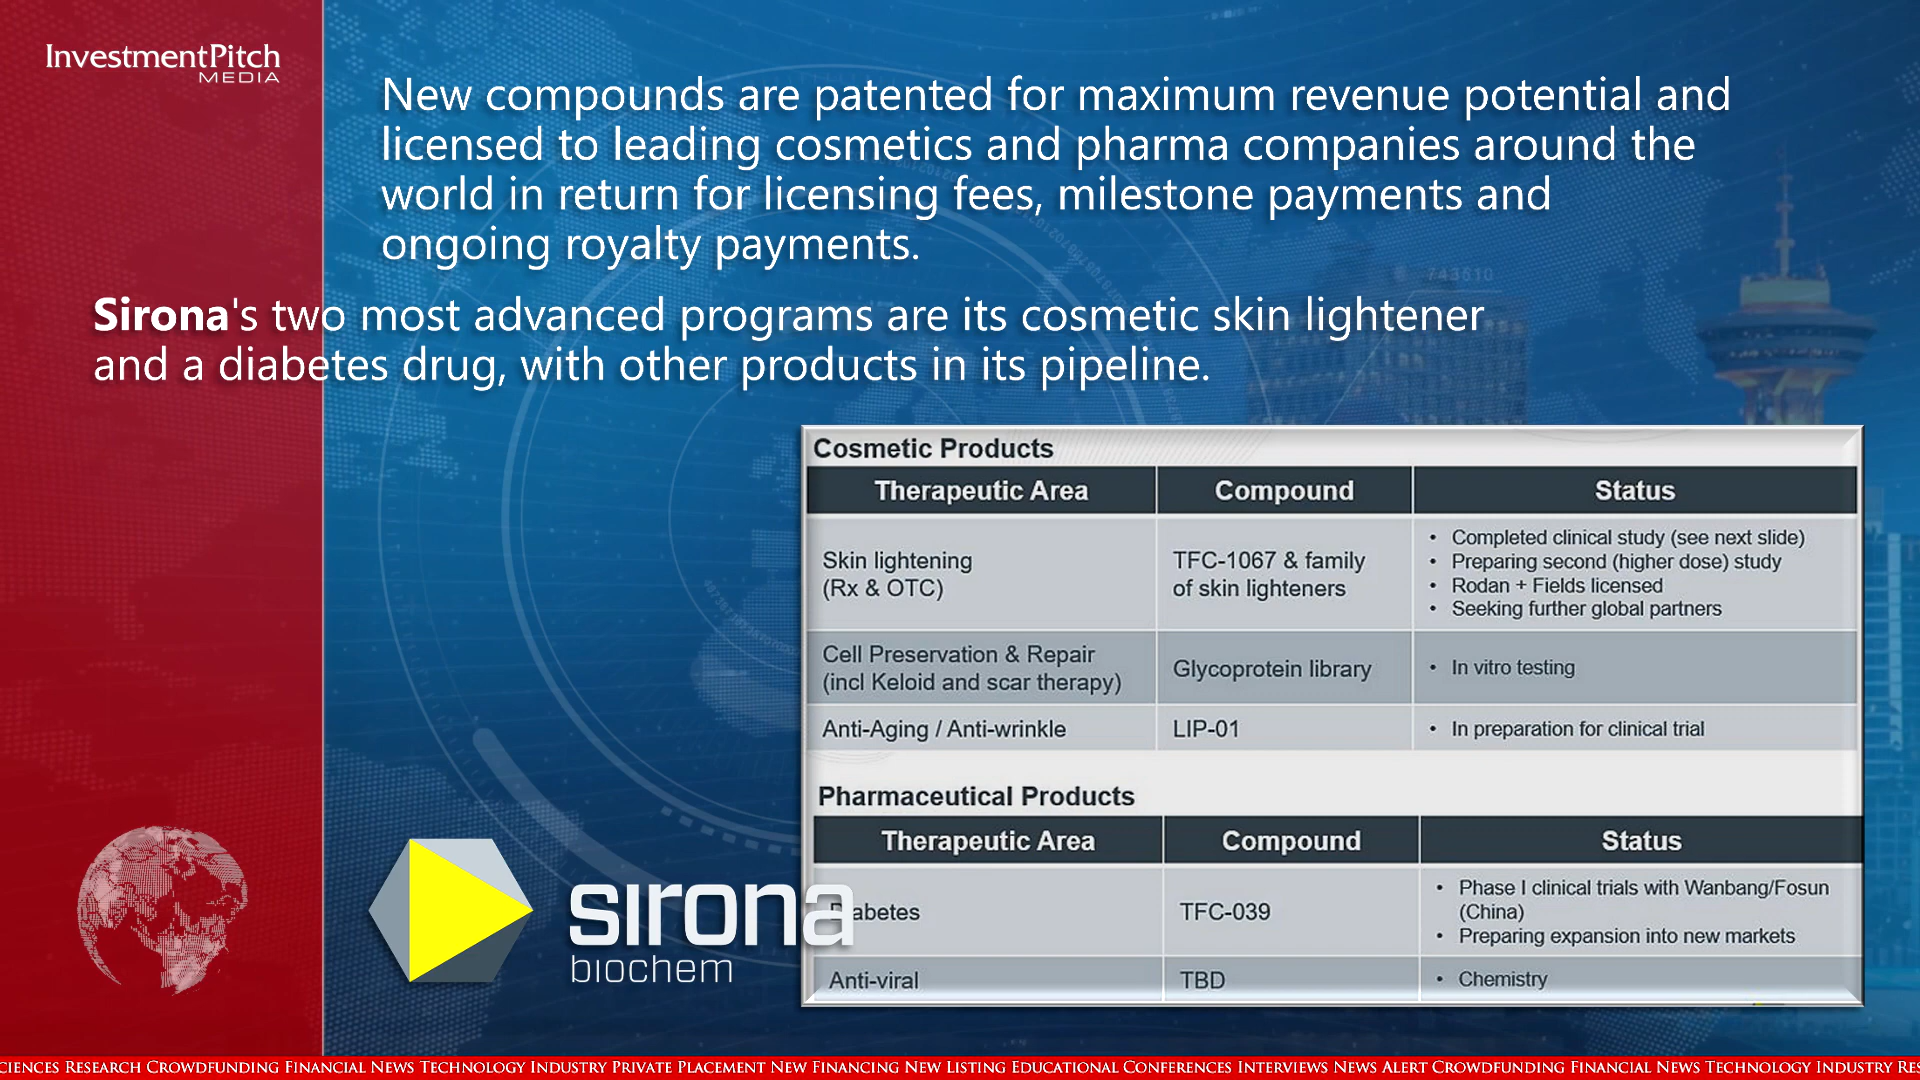 InvestmentPitch
MEDIA
New compounds are patented for maximum revenue potential and
licensed to leading cosmetics and pharma companies around the
world in return for licensing fees, milestone payments and
ongoing royalty payments.
Sirona's two most advanced programs are its cosmetic skin lightener
and a diabetes drug, with other products in its pipeline.
743610
Cosmetic Products
Therapeutic Area Compound Status
Skin lightening
(Rx & OTC)
TFC-1067 & family
of skin lighteners
• Completed clinical study (see next slide)
• Preparing second (higher dose) study
• Rodan + Fields licensed
• Seeking further global partners
Cell Preservation & Repair
(incl Keloid and scar therapy)
Glycoprotein library
• In vitro testing
Anti-Aging / Anti-wrinkle LIP-01 • In preparation for clinical trial
Pharmaceutical Products
Therapeutic Area Compound Status
Diabetes TFC-039
• Phase I clinical trials with Wanbang/Fosun
(China)
• Preparing expansion into new markets
Anti-viral TBD • Chemistry
sirona
biochem
CIENCES RESEARCH CROWDFUNDING FINANCIAL NEWS TECHNOLOGY INDUSTRY PRIVATE PLACEMENT NEW FINANCING NEW LISTING EDUCATIONAL CONFERENCES INTERVIEWS NEWS ALERT CROWDFUNDING FINANCIAL NEWS TECHNOLOGY INDUSTRY RES